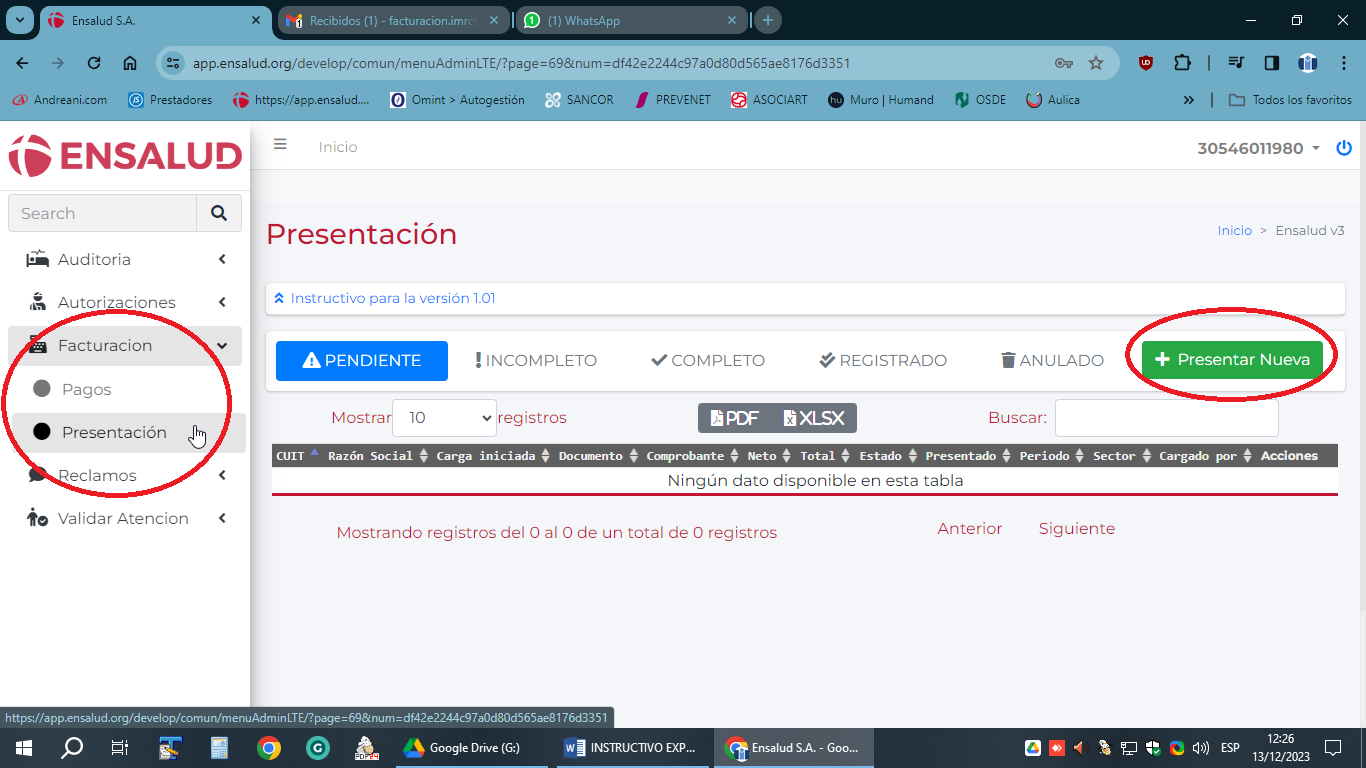 Ensalud S.A.
Recibidos (1) - facturacion.imrc
(1) WhatsApp
app.ensalud.org/develop/comun/menuAdminLTE/?page=69&num=df42e2244c97a0d80d565ae8176d3351
Andreani.com
Prestadores
https://app.ensalud....
Omint > Autogestión
SANCOR
PREVENET
ASOCIART
Muro | Humand
OSDE
Aulica
»
Todos los favoritos
ENSALUD
Inicio
30546011980
Search
Auditoria
Autorizaciones
Facturacion
Pagos
Presentación
Reclamos
Validar Atencion
Presentación
Inicio > Ensalud v3
Instructivo para la versión 1.01
PENDIENTE
INCOMPLETO
COMPLETO
REGISTRADO
ANULADO
+ Presentar Nueva
Mostrar 10 registros
PDF
XLSX
Buscar:
CUIT Razón Social Carga iniciada Documento Comprobante Neto Total Estado Presentado Periodo Sector Cargado por Acciones
Ningún dato disponible en esta tabla
Mostrando registros del 0 al 0 de un total de 0 registros
Anterior
Siguiente
https://app.ensalud.org/develop/comun/menuAdminLTE/?page=69&num=df42e2244c97a0d80d565ae8176d3351
Google Drive (G:)
INSTRUCTIVO EXP...
Ensalud S.A. - Goo...
ESP
12:26
13/12/2023